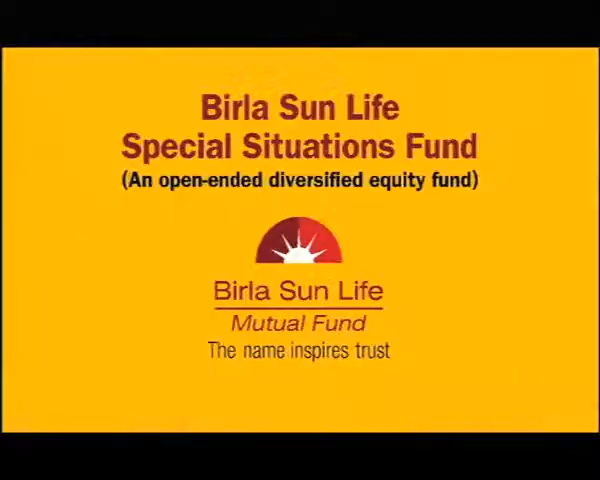 Birla Sun Life
Special Situations Fund
(An open-ended diversified equity fund)
Birla Sun Life
Mutual Fund
The name inspires trust